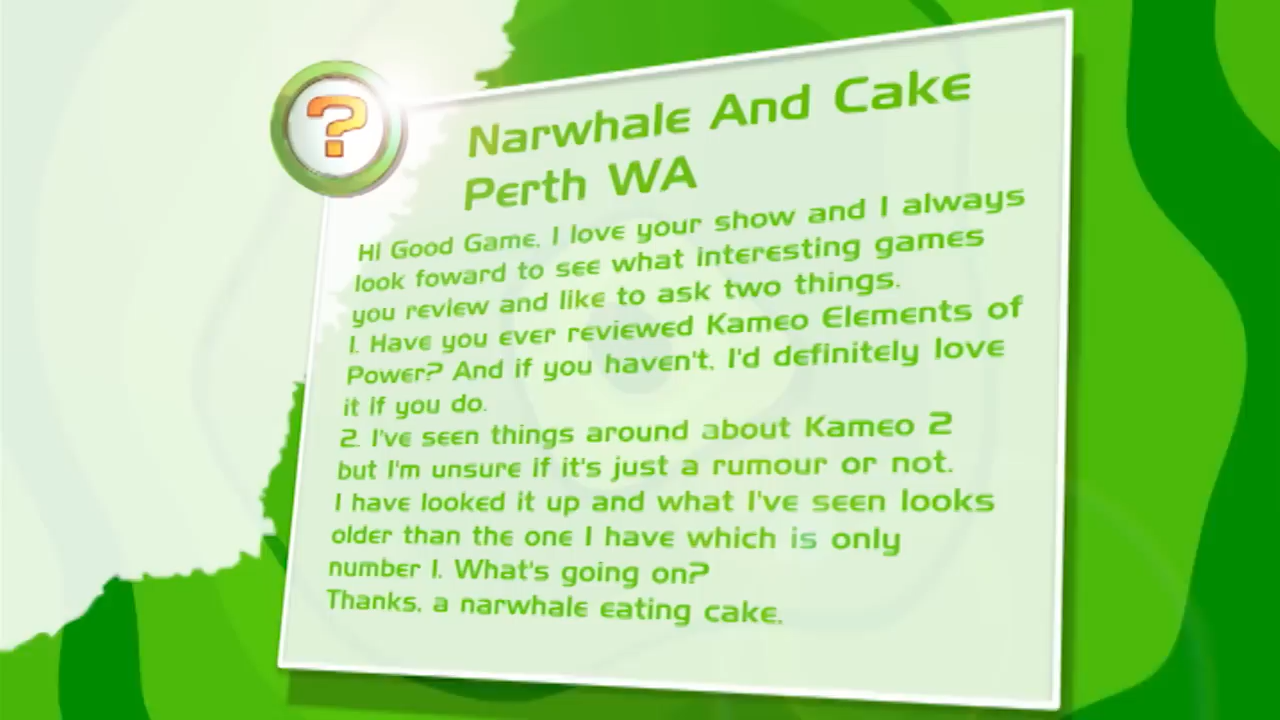 ?
Narwhale And Cake
Perth WA
Hi Good Game, I love your show and I always
look foward to see what interesting games
you review and like to ask two things.
1. Have you ever reviewed Kameo Elements of
Power? And if you haven't, I'd definitely love
it if you do.
2. I've seen things around about Kameo 2
but I'm unsure if it's just a rumour or not.
I have looked it up and what I've seen looks
older than the one I have which is only
number 1. What's going on?
Thanks, a narwhale eating cake.